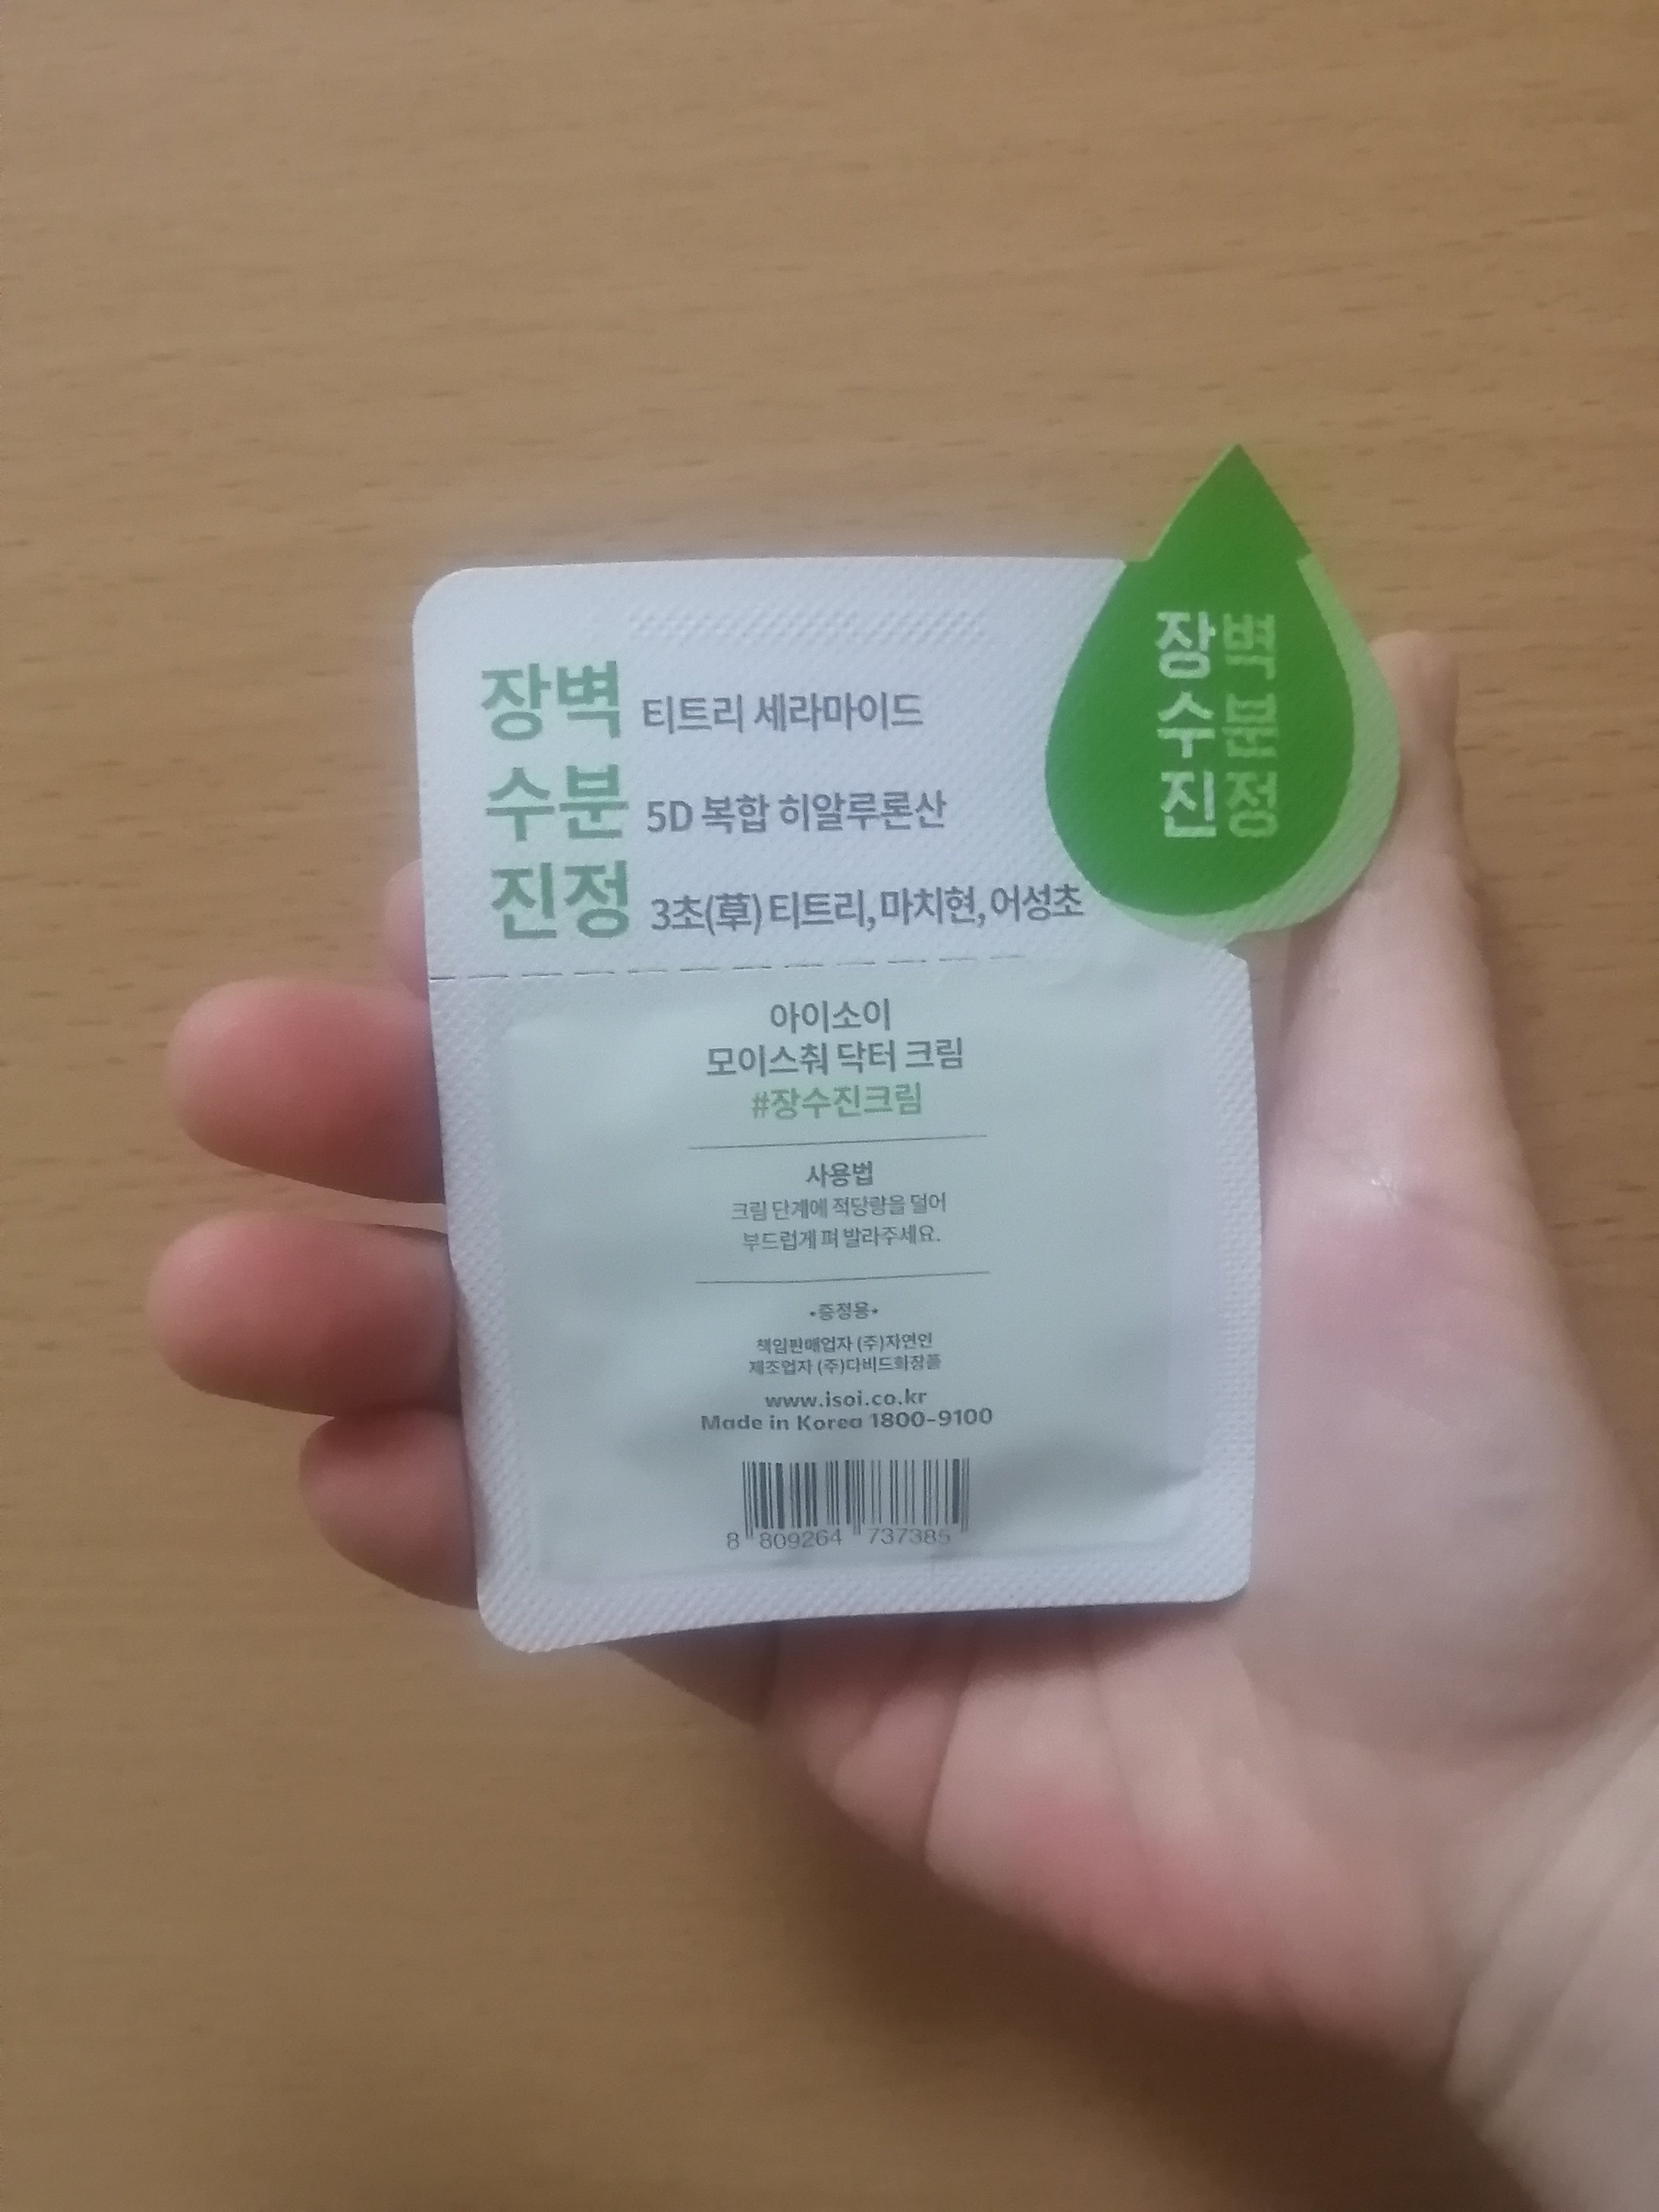 장벽 티트리 세라마이드
수분 5D 복합 히알루론산
진정 3초(草) 티트리, 마치현, 어성초
장벽
수분
진정
아이소이
모이스춰 닥터 크림
#장수진크림
사용법
크림 단계에 적당량을 덜어
부드럽게 펴 발라주세요.
•증정용•
책임판매업자 (주)자연인
제조업자 (주)다비드화장품
www.isoi.co.kr
Made in Korea 1800-9100
8 809264 737385